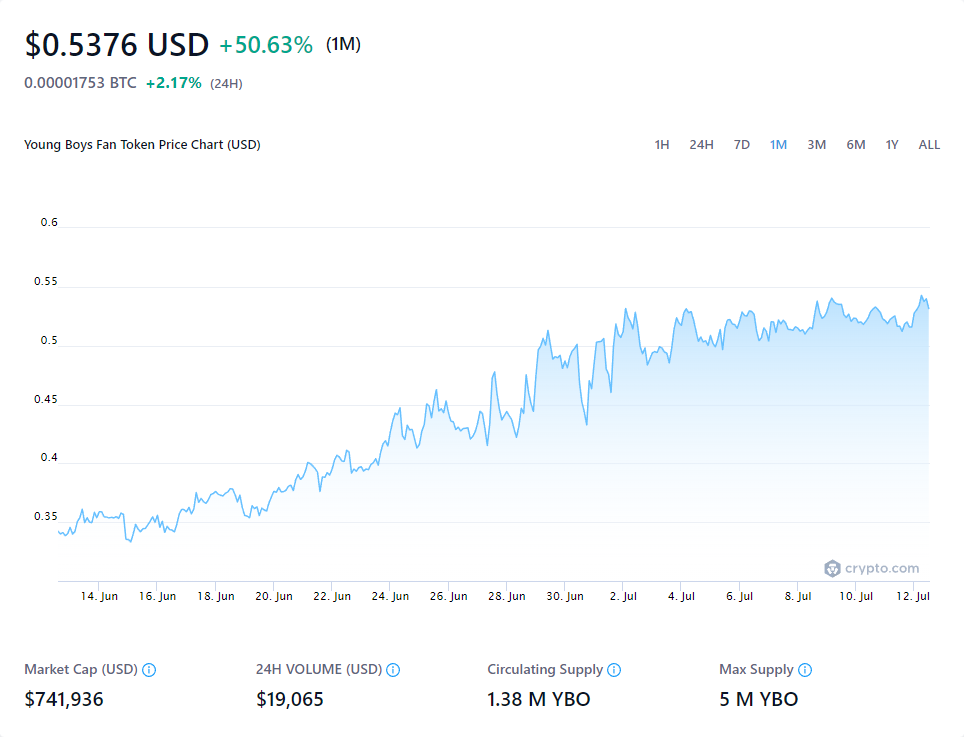 $0.5376 USD +50.63% (1M)
0.00001753 BTC +2.17% (24H)
Young Boys Fan Token Price Chart (USD) 1H 24H 7D 1M 3M 6M 1Y ALL
0.6
0.55
0.5
0.45
0.4
0.35
crypto.com
14. Jun 16. Jun 18. Jun 20. Jun 22. Jun 24. Jun 26. Jun 28. Jun 30. Jun 2. Jul 4. Jul 6. Jul 8. Jul 10. Jul 12. Jul
Market Cap (USD) 24H VOLUME (USD) Circulating Supply Max Supply
$741,936 $19,065 1.38 M YBO 5 M YBO